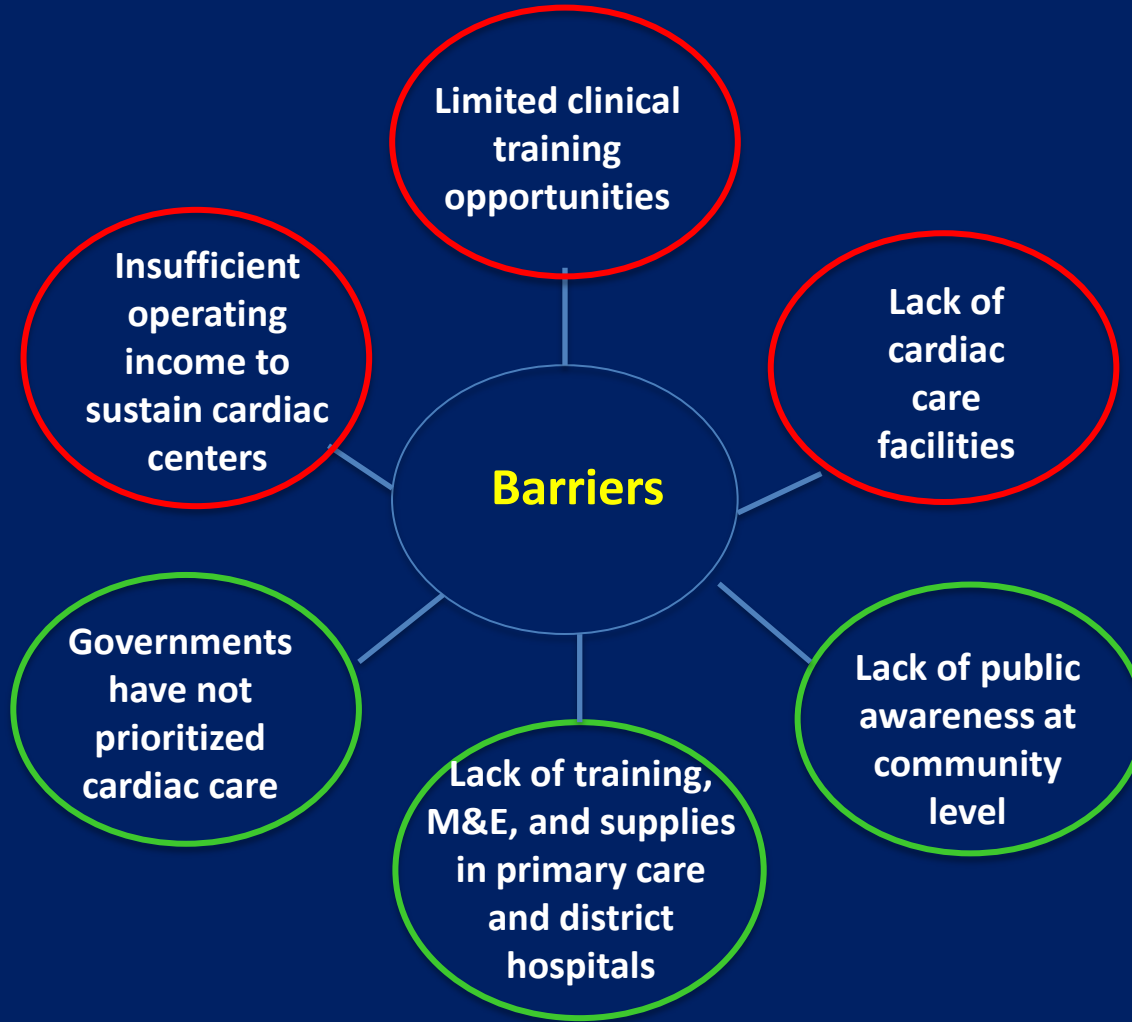 Limited clinical
training
opportunities
Insufficient
operating
income to
sustain cardiac
centers
Lack of
cardiac
care
facilities
Barriers
Governments
have not
prioritized
cardiac care
Lack of public
awareness at
community
level
Lack of training,
M&E, and supplies
in primary care
and district
hospitals